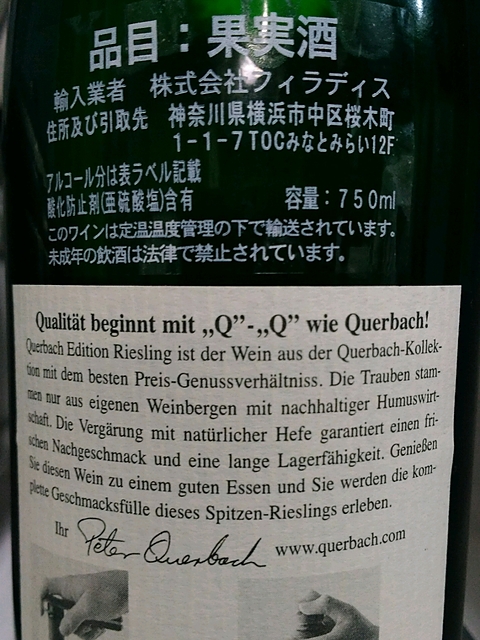 品目：果実酒
輸入業者 株式会社フィラディス
住所及び引取先 神奈川県横浜市中区桜木町
1-1-7TOCみなとみらい12F
アルコール分は表ラベル記載
酸化防止剤(亜硫酸塩)含有 容量：750ml
このワインは定温温度管理の下で輸送されています。
未成年の飲酒は法律で禁止されています。
Qualität beginnt mit „Q”-„Q” wie Querbach!
Querbach Edition Riesling ist der Wein aus der Querbach-Kollek-
tion mit dem besten Preis-Genussverhältniss. Die Trauben stam-
men nur aus eigenen Weinbergen mit nachhaltiger Humuswirt-
schaft. Die Vergärung mit natürlicher Hefe garantiert einen fri-
schen Nachgeschmack und eine lange Lagerfähigkeit. Genießen
Sie diesen Wein zu einem guten Essen und Sie werden die kom-
plette Geschmacksfülle dieses Spitzen-Rieslings erleben.
Ihr Peter Querbach www.querbach.com